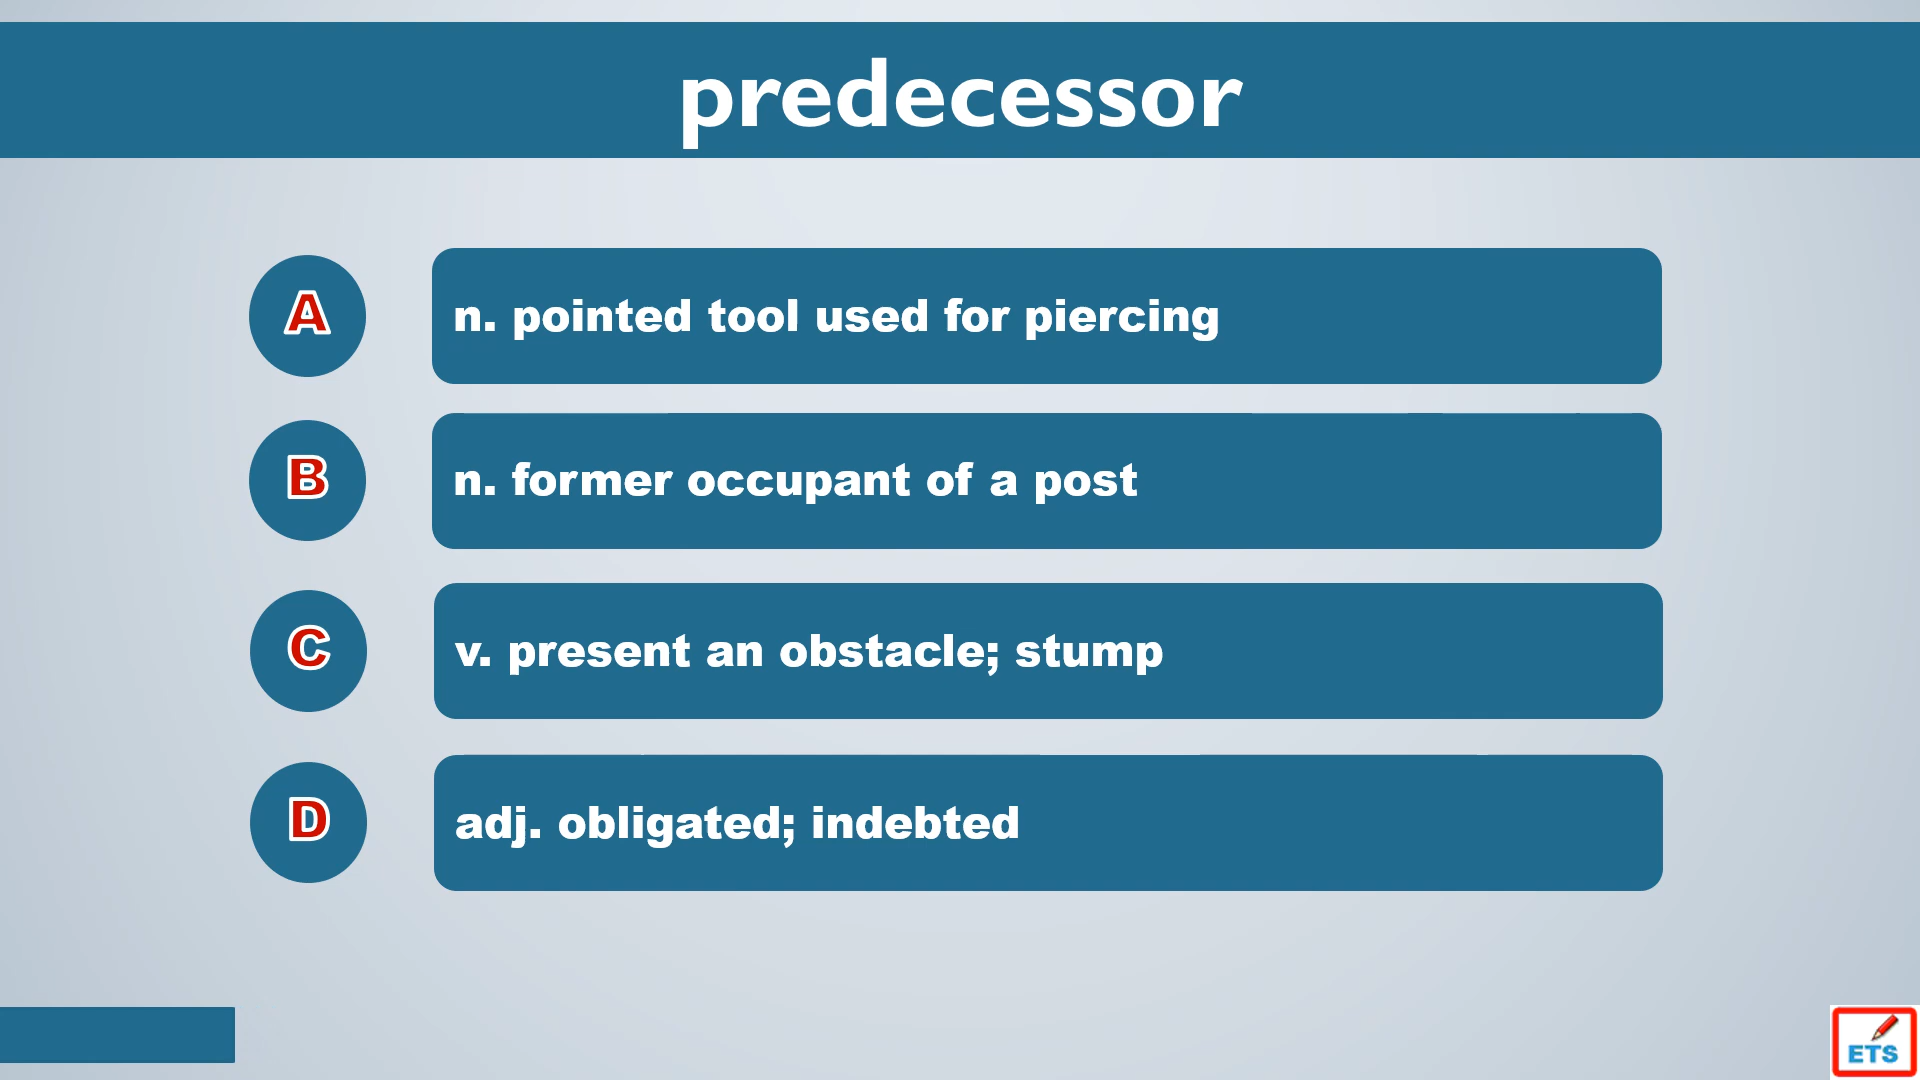 predecessor
A
n. pointed tool used for piercing
B
n. former occupant of a post
C
v. present an obstacle; stump
D
adj. obligated; indebted
ETS